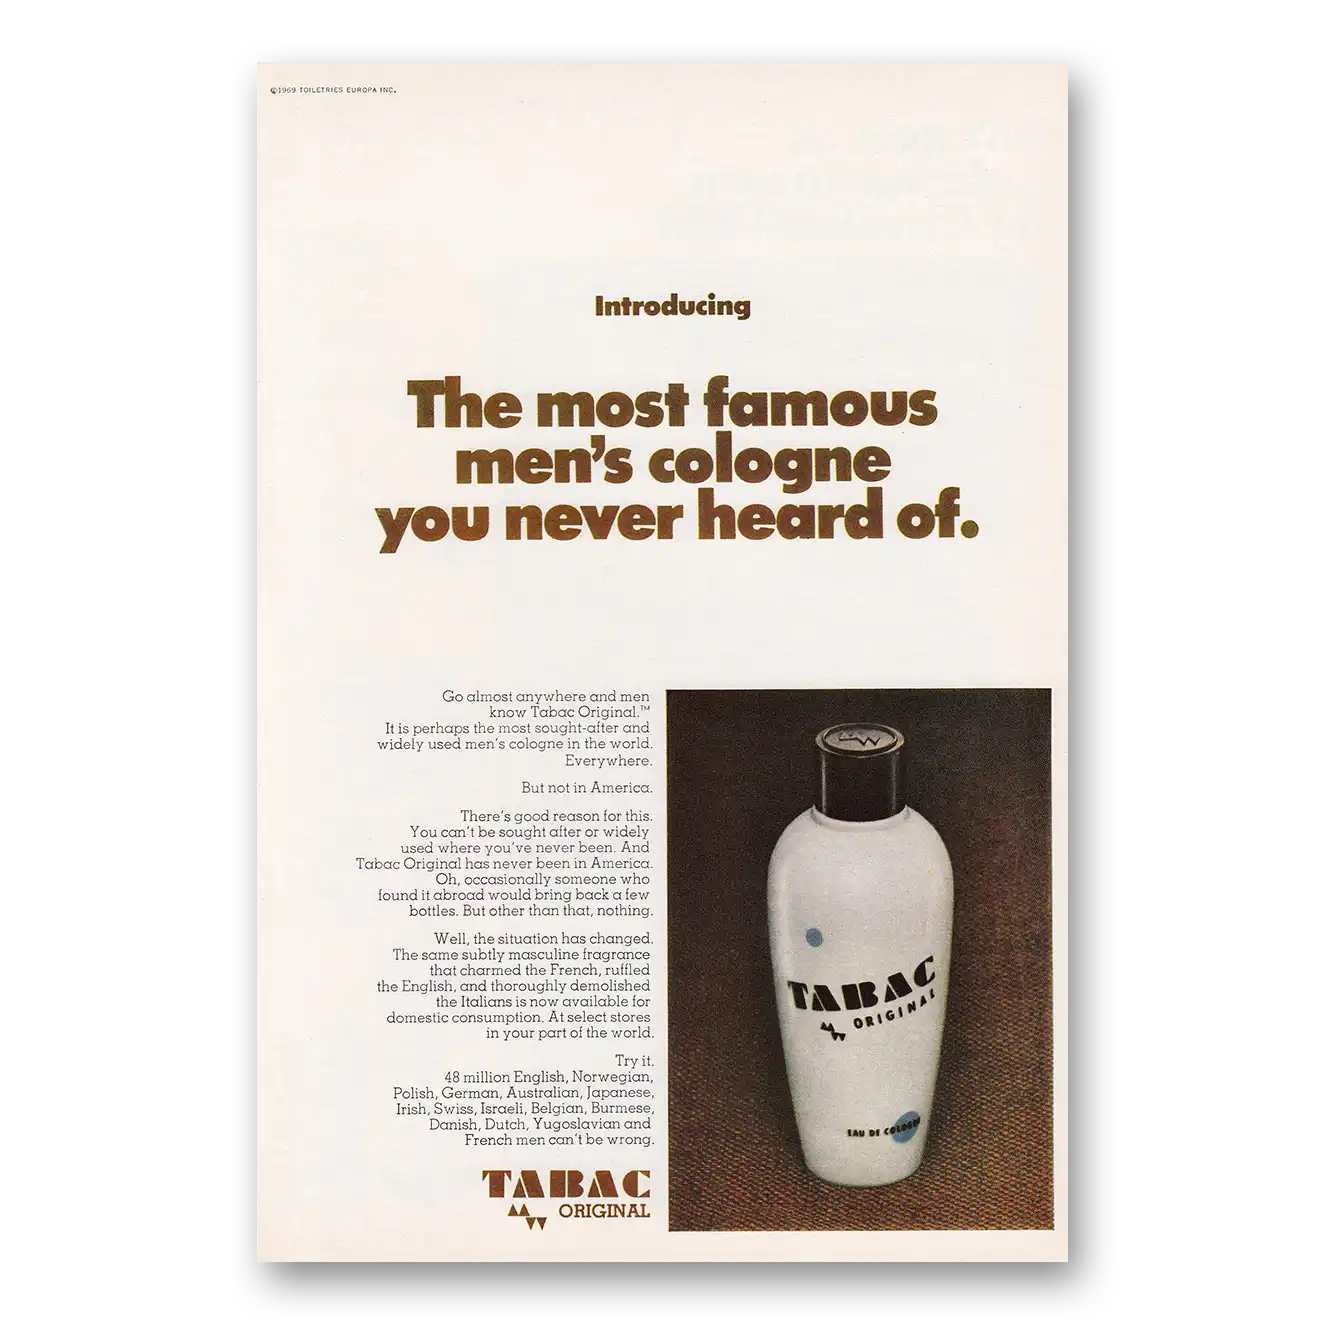 ©1969 TOILETRIES EUROPA INC.
Introducing
The most famous
men's cologne
you never heard of.
Go almost anywhere and men
know Tabac Original.™
It is perhaps the most sought-after and
widely used men's cologne in the world.
Everywhere.
But not in America.
There's good reason for this.
You can't be sought after or widely
used where you've never been. And
Tabac Original has never been in America.
Oh, occasionally someone who
found it abroad would bring back a few
bottles. But other than that, nothing.
Well, the situation has changed.
The same subtly masculine fragrance
that charmed the French, ruffled
the English, and thoroughly demolished
the Italians is now available for
domestic consumption. At select stores
in your part of the world.
Try it.
48 million English, Norwegian,
Polish, German, Australian, Japanese,
Irish, Swiss, Israeli, Belgian, Burmese,
Danish, Dutch, Yugoslavian and
French men can't be wrong.
TABAC
ORIGINAL
TABAC
ORIGINAL
EAU DE COLOGNE